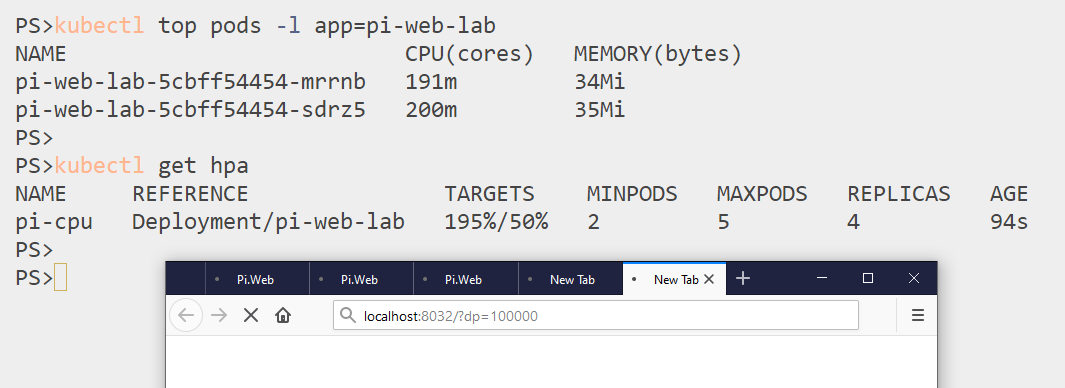 PS>kubectl top pods -l app=pi-web-lab
NAME CPU(cores) MEMORY(bytes)
pi-web-lab-5cbff54454-mrrnb 191m 34Mi
pi-web-lab-5cbff54454-sdrz5 200m 35Mi
PS>
PS>kubectl get hpa
NAME REFERENCE TARGETS MINPODS MAXPODS REPLICAS AGE
pi-cpu Deployment/pi-web-lab 195%/50% 2 5 4 94s
PS>
PS>
Pi.Web Pi.Web Pi.Web New Tab New Tab
localhost:8032/?dp=100000